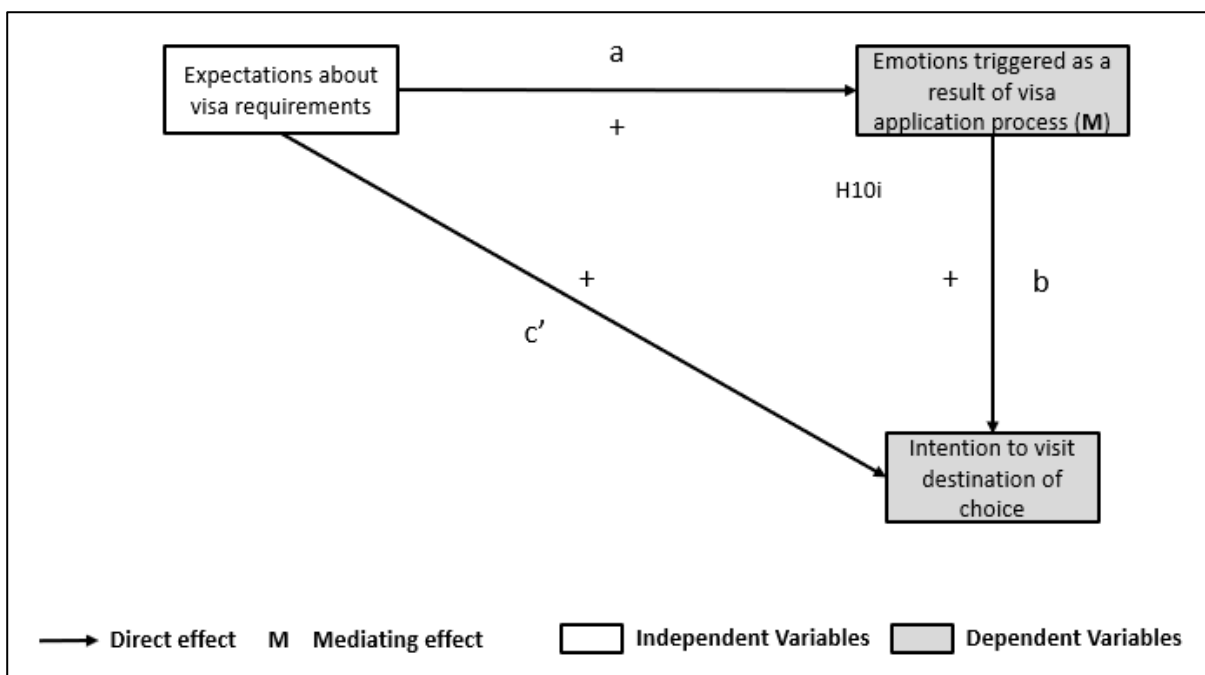 Expectations about
visa requirements
a
+
Emotions triggered as a
result of visa
application process (M)
H10i
+
c'
+
b
Intention to visit
destination of
choice
Direct effect
M Mediating effect
Independent Variables
Dependent Variables